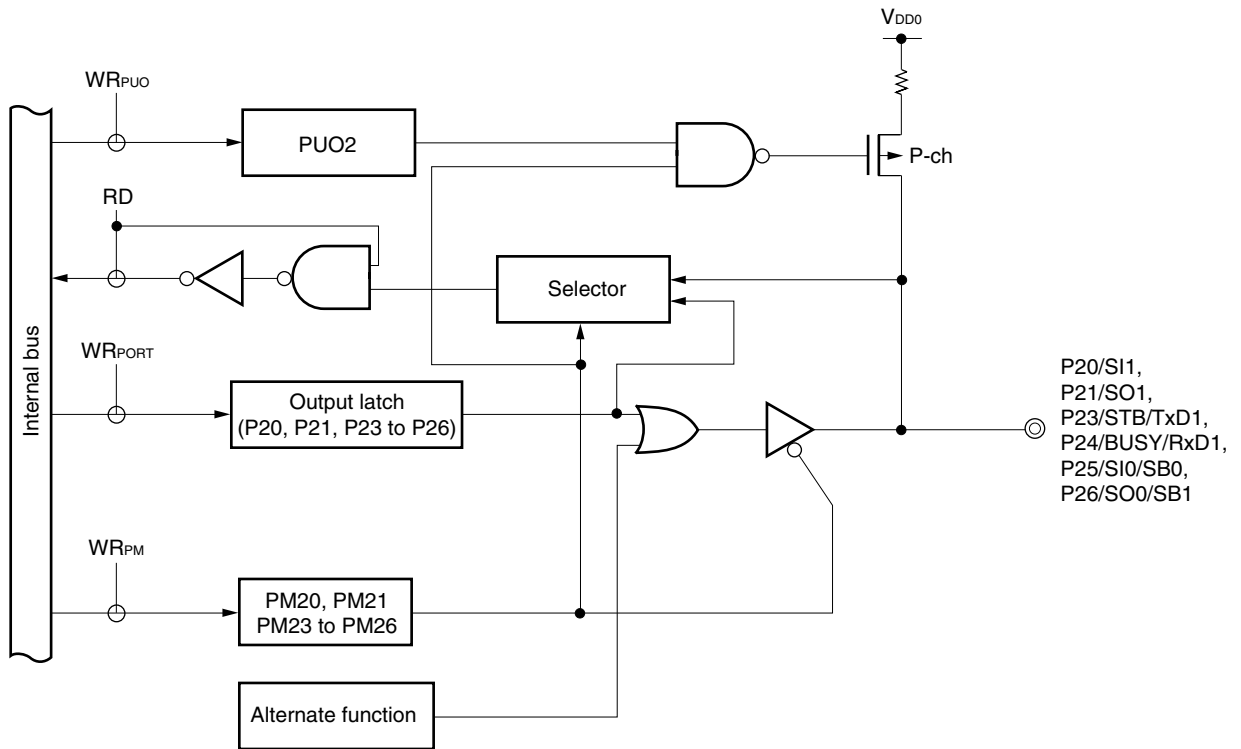 VDD0
WRPUO
PUO2
P-ch
RD
Selector
Internal bus
WRPORT
Output latch
(P20, P21, P23 to P26)
P20/SI1,
P21/SO1,
P23/STB/TxD1,
P24/BUSY/RxD1,
P25/SI0/SB0,
P26/SO0/SB1
WRPM
PM20, PM21
PM23 to PM26
Alternate function